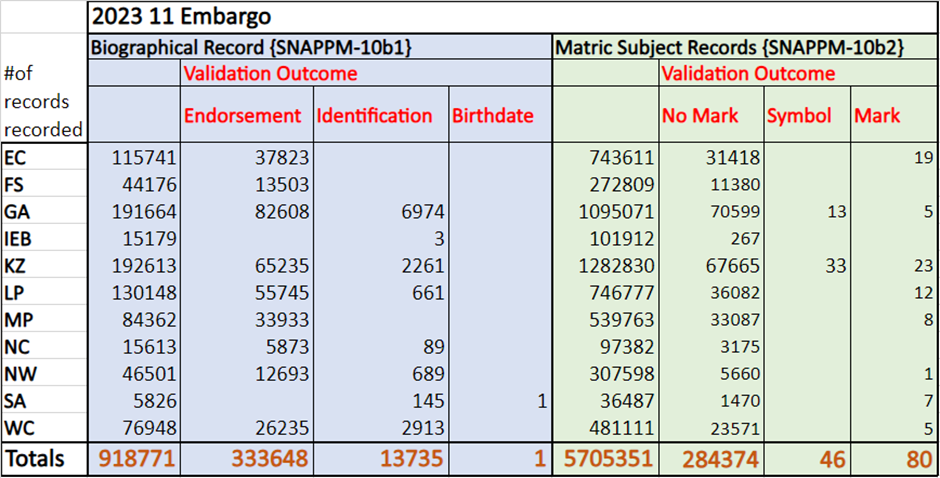 2023 11 Embargo
Biographical Record {SNAPPM-10b1} Matric Subject Records {SNAPPM-10b2}
#of records recorded
Validation Outcome Validation Outcome
Endorsement Identification Birthdate No Mark Symbol Mark
EC 115741 37823 743611 31418 19
FS 44176 13503 272809 11380
GA 191664 82608 6974 1095071 70599 13 5
IEB 15179 3 101912 267
KZ 192613 65235 2261 1282830 67665 33 23
LP 130148 55745 661 746777 36082 12
MP 84362 33933 539763 33087 8
NC 15613 5873 89 97382 3175
NW 46501 12693 689 307598 5660 1
SA 5826 145 1 36487 1470 7
WC 76948 26235 2913 481111 23571 5
Totals 918771 333648 13735 1 5705351 284374 46 80